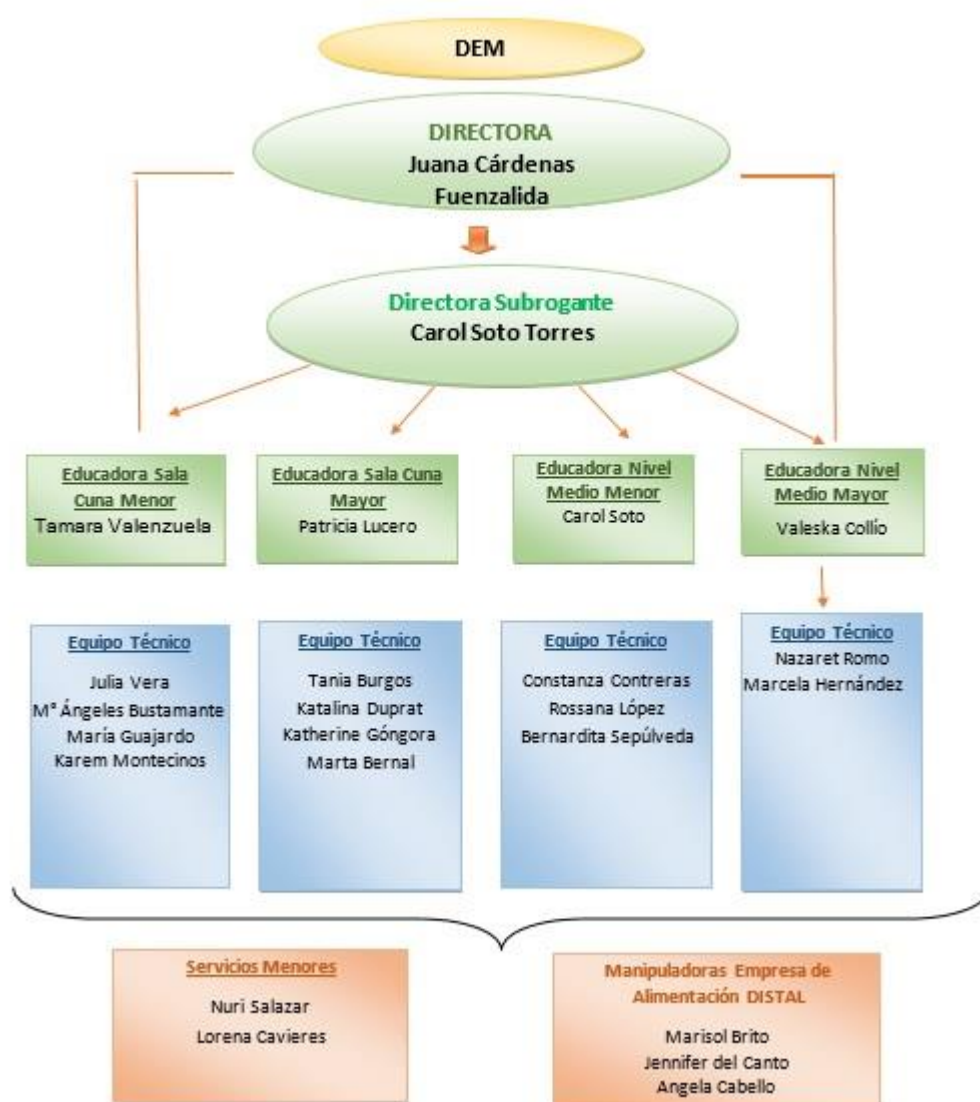 DEM
DIRECTORA
Juana Cárdenas
Fuenzalida
Directora Subrogante
Carol Soto Torres
Educadora Sala
Cuna Menor
Tamara Valenzuela
Educadora Sala Cuna
Mayor
Patricia Lucero
Educadora Nivel
Medio Menor
Carol Soto
Educadora Nivel
Medio Mayor
Valeska Collío
Equipo Técnico
Julia Vera
Mª Ángeles Bustamante
María Guajardo
Karem Montecinos
Equipo Técnico
Tania Burgos
Katalina Duprat
Katherine Góngora
Marta Bernal
Equipo Técnico
Constanza Contreras
Rossana López
Bernardita Sepúlveda
Equipo Técnico
Nazaret Romo
Marcela Hernández
Servicios Menores
Nuri Salazar
Lorena Cavieres
Manipuladoras Empresa de
Alimentación DISTAL
Marisol Brito
Jennifer del Canto
Angela Cabello